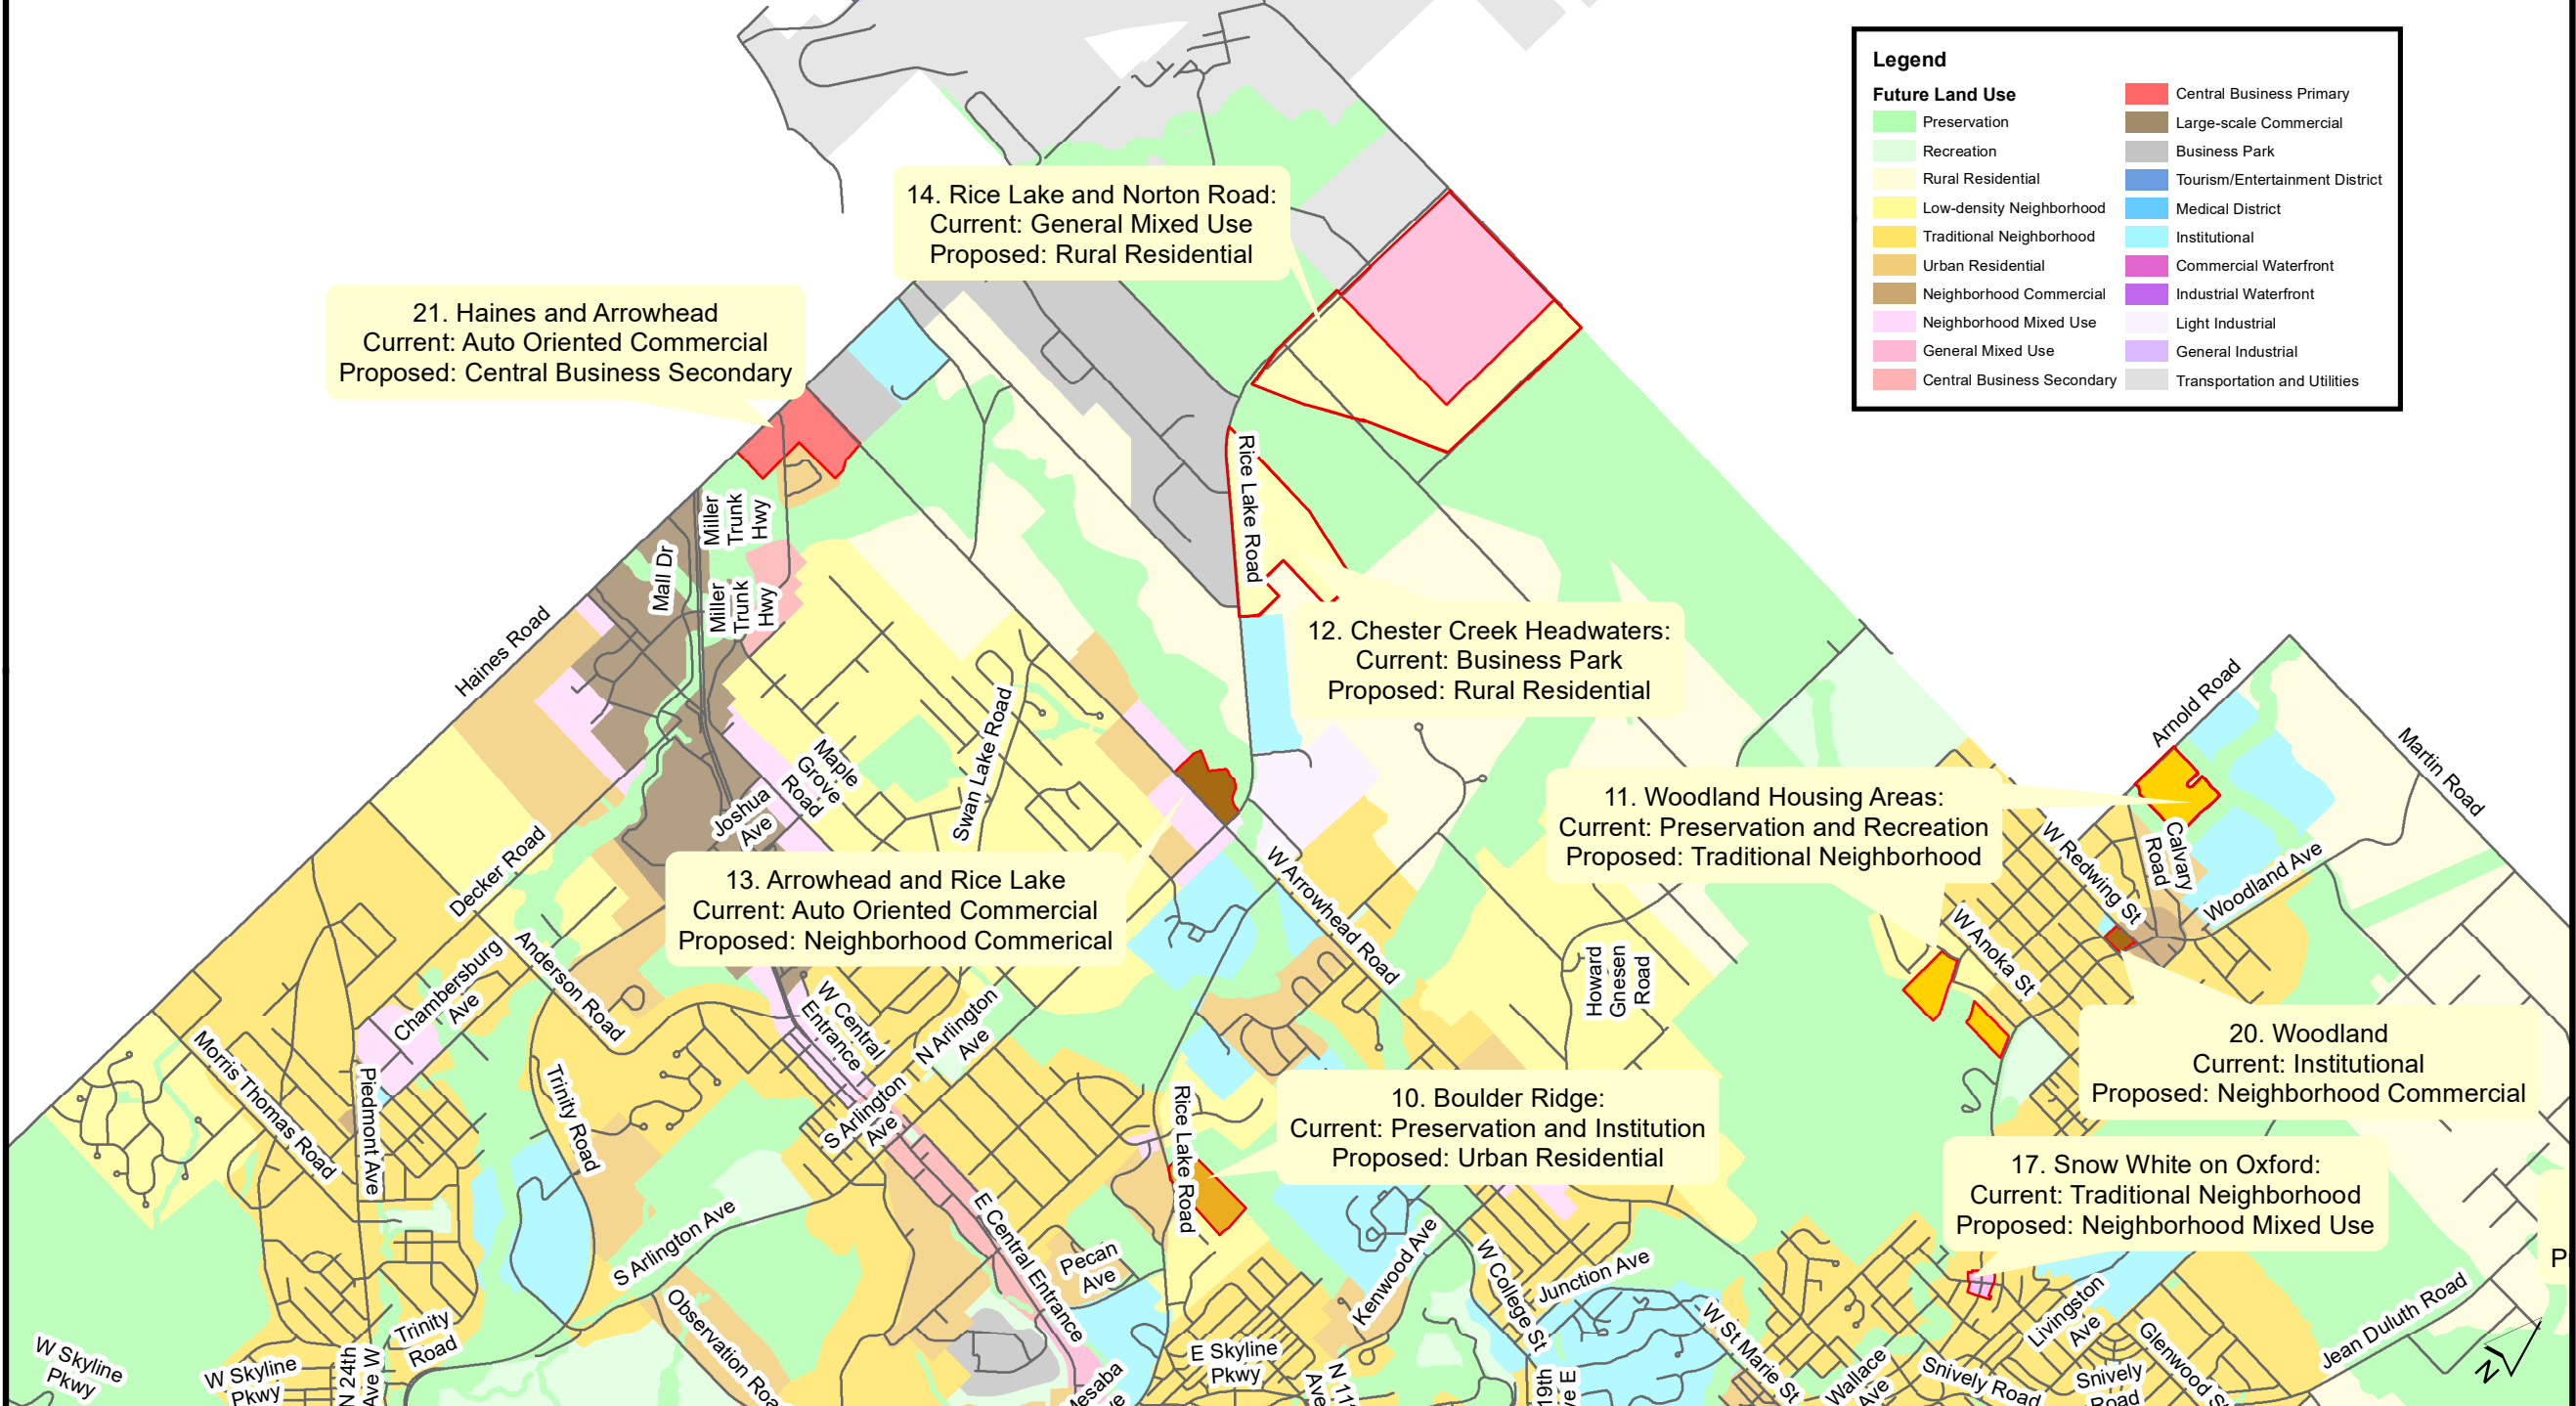 Legend
Future Land Use
Preservation
Recreation
Rural Residential
Low-density Neighborhood
Traditional Neighborhood
Urban Residential
Neighborhood Commercial
Neighborhood Mixed Use
General Mixed Use
Central Business Secondary
Central Business Primary
Large-scale Commercial
Business Park
Tourism/Entertainment District
Medical District
Institutional
Commercial Waterfront
Industrial Waterfront
Light Industrial
General Industrial
Transportation and Utilities
14. Rice Lake and Norton Road:
Current: General Mixed Use
Proposed: Rural Residential
21. Haines and Arrowhead
Current: Auto Oriented Commercial
Proposed: Central Business Secondary
Rice Lake Road
Miller
Trunk
Hwy
Mall Dr
Miller
Trunk
Hwy
Haines Road
12. Chester Creek Headwaters:
Current: Business Park
Proposed: Rural Residential
Arnold Road
Martin Road
Swan Lake Road
Maple
Grove
Road
Joshua
Ave
11. Woodland Housing Areas:
Current: Preservation and Recreation
Proposed: Traditional Neighborhood
W Redwing St
Calvary
Road
Woodland Ave
Decker Road
13. Arrowhead and Rice Lake
Current: Auto Oriented Commercial
Proposed: Neighborhood Commerical
W Arrowhead Road
W Anoka St
Howard
Gnesen
Road
Chambersburg
Ave
Anderson Road
W Central
Entrance
N Arlington
Ave
20. Woodland
Current: Institutional
Proposed: Neighborhood Commercial
Morris Thomas Road
Piedmont Ave
Trinity Road
S Arlington
Ave
Rice Lake Road
10. Boulder Ridge:
Current: Preservation and Institution
Proposed: Urban Residential
17. Snow White on Oxford:
Current: Traditional Neighborhood
Proposed: Neighborhood Mixed Use
S Arlington Ave
E Central Entrance
Pecan
Ave
Kenwood Ave
W College St
Junction Ave
P
Livingston
Ave
Jean Duluth Road
Trinity
Road
Observation Roa
W St Marie St
Glenwood St
W Skyline
Pkwy
W Skyline
Pkwy
N 24th
Ave W
E Skyline
Pkwy
Wallace
Ave
Snively Road
Snively
Road
N